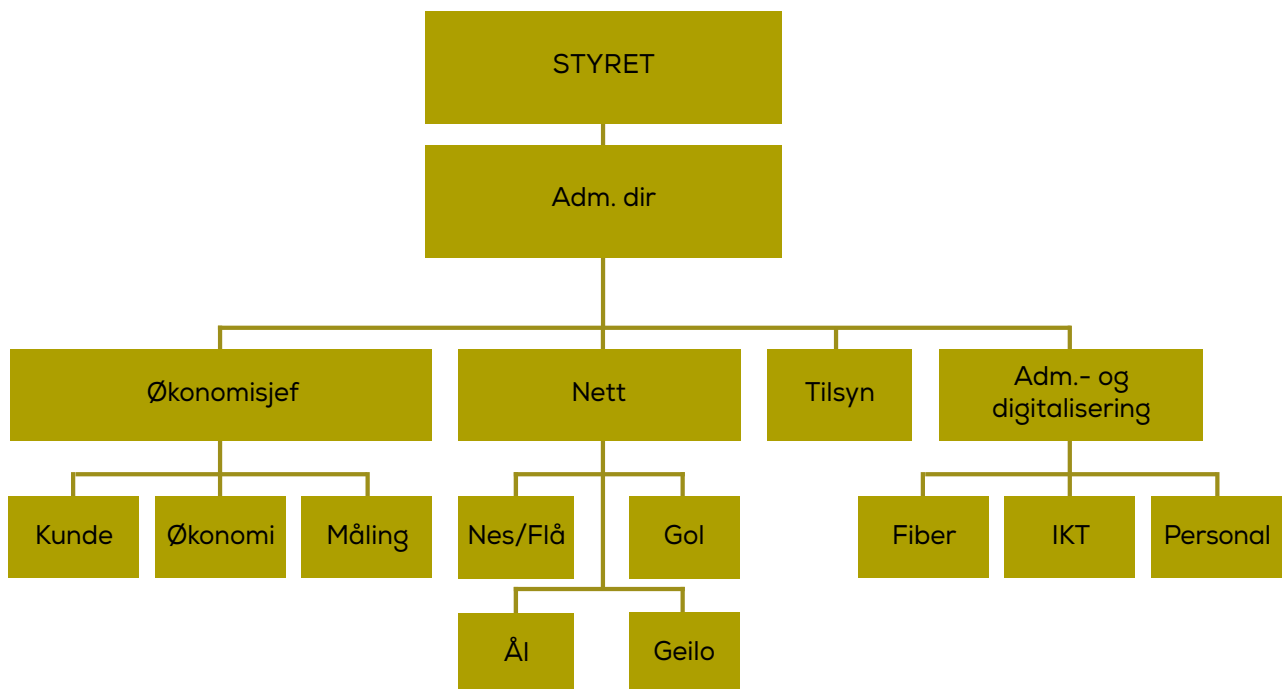 STYRET
Adm. dir
Økonomisjef
Nett
Tilsyn
Adm.- og
digitalisering
Kunde
Økonomi
Måling
Nes/Flå
Gol
Fiber
IKT
Personal
Ål
Geilo